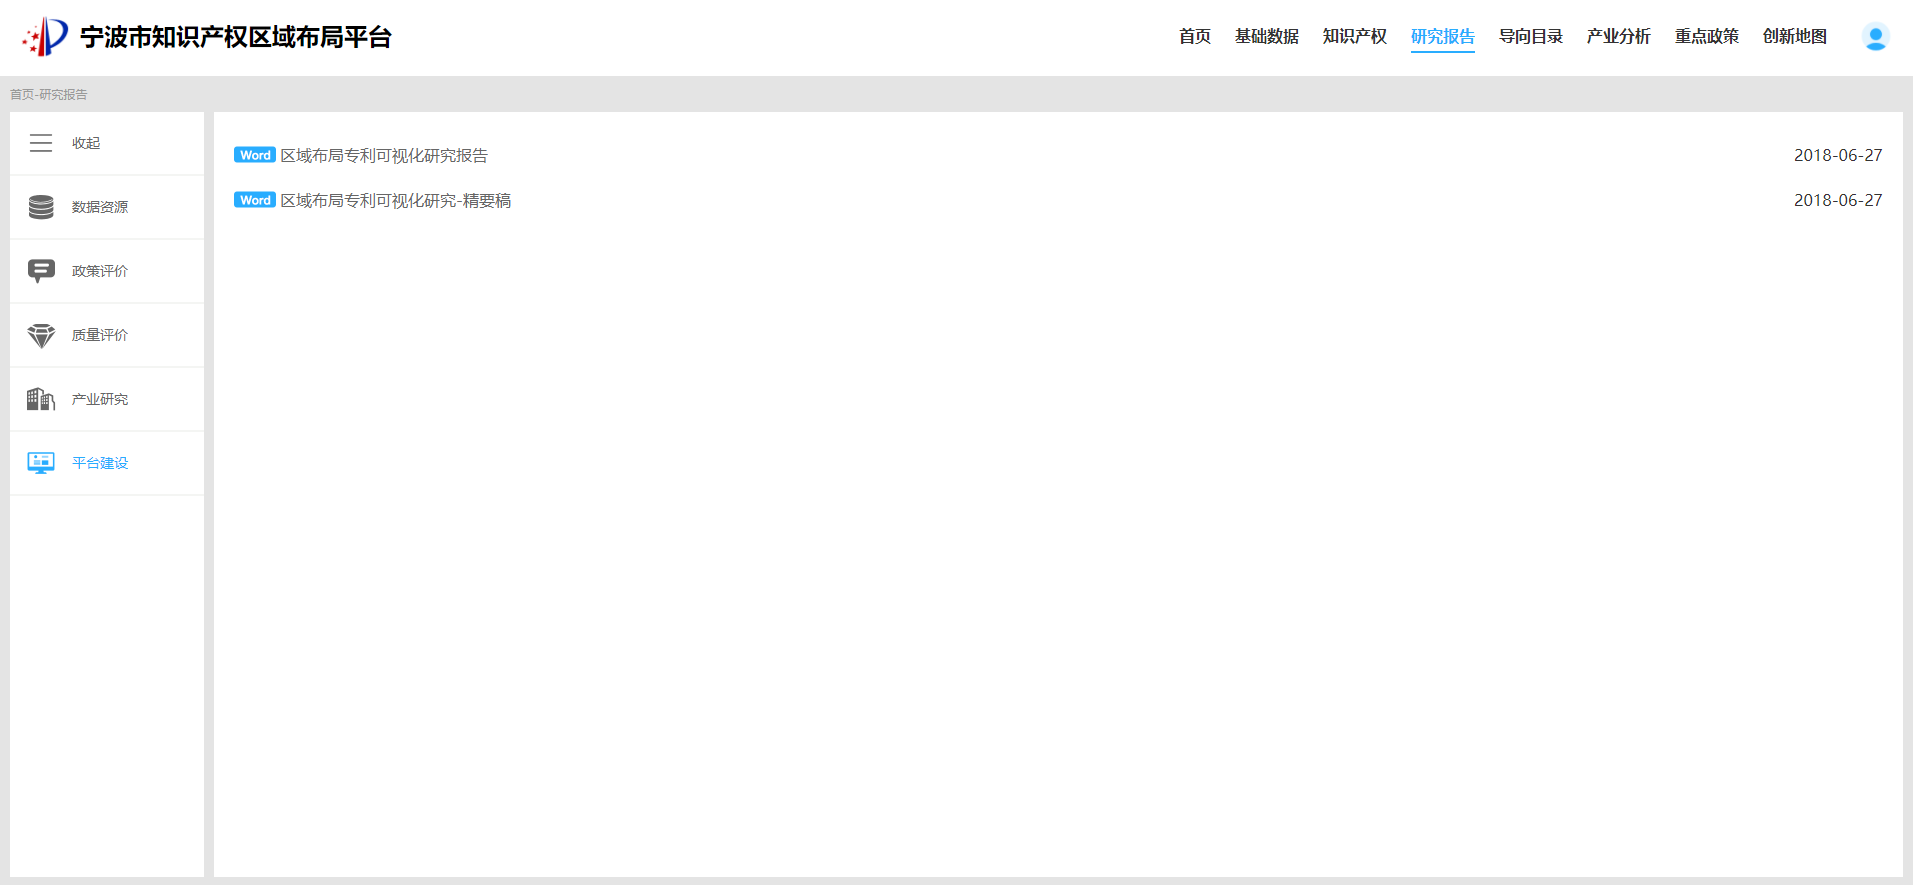 宁波市知识产权区域布局平台
首页 基础数据 知识产权 研究报告 导向目录 产业分析 重点政策 创新地图
首页-研究报告
收起
数据资源
政策评价
质量评价
产业研究
平台建设
Word 区域布局专利可视化研究报告 2018-06-27
Word 区域布局专利可视化研究-精要稿 2018-06-27